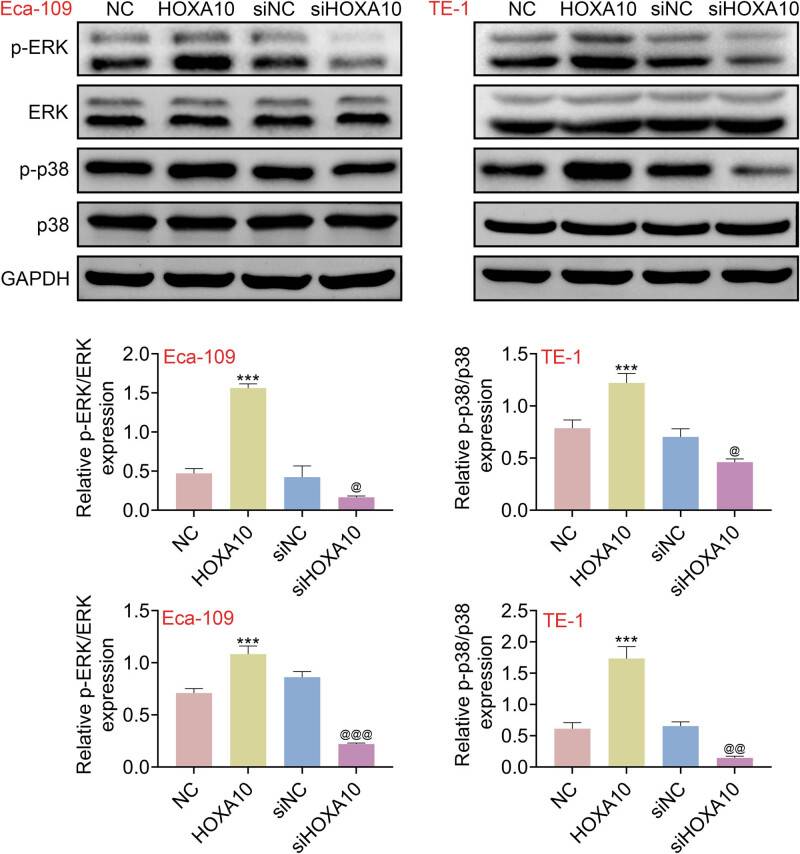 Eca-109 NC HOXA10 siNC siHOXA10
TE-1 NC HOXA10 siNC siHOXA10
p-ERK
ERK
p-p38
p38
GAPDH
Relative p-ERK/ERK
expression
Eca-109
2.0
1.5
1.0
0.5
0.0
***
@
NC
HOXA10
siNC
siHOXA10
Relative p-p38/p38
expression
TE-1
1.5
1.0
0.5
0.0
***
@
NC
HOXA10
siNC
siHOXA10
Relative p-ERK/ERK
expression
Eca-109
1.5
1.0
0.5
0.0
***
@@@
NC
HOXA10
siNC
siHOXA10
Relative p-p38/p38
expression
TE-1
2.5
2.0
1.5
1.0
0.5
0.0
***
@@
NC
HOXA10
siNC
siHOXA10